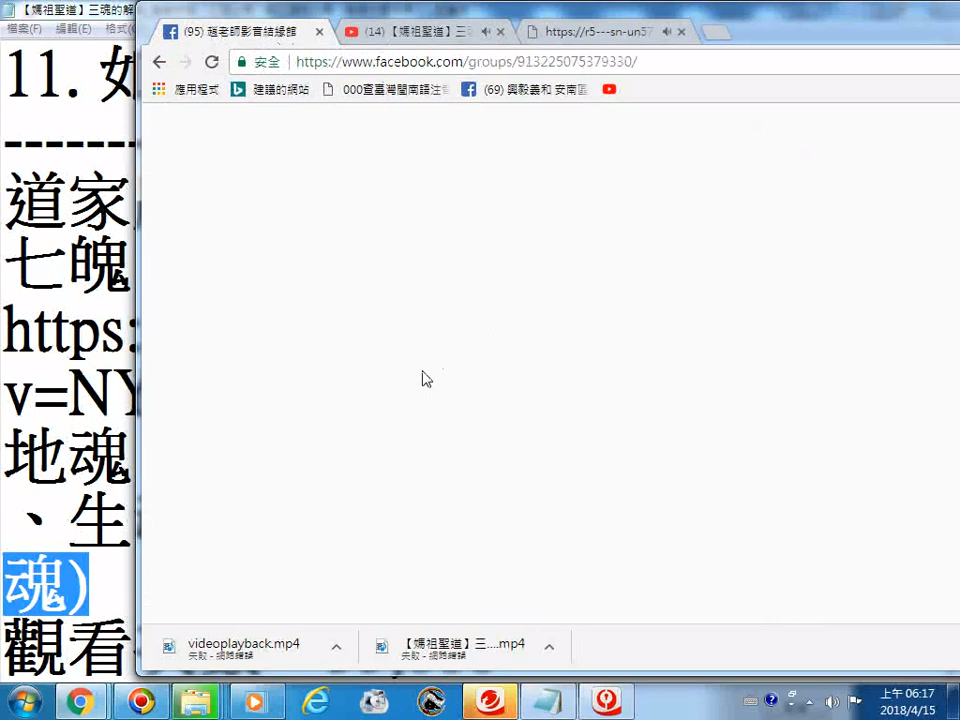 【媽祖聖道】三魂的解
檔案(F) 編輯(E) 格式(
11. 如
道家
七魄
https:
v=NY
地魂
、生
魂)
觀看
(95) 趙老師影音結緣館
(14)【媽祖聖道】三
https://r5---sn-un57
安全 https://www.facebook.com/groups/913225075379330/
應用程式
建議的網站
000查臺灣閩南語注
(69) 興毅義和 安南區
videoplayback.mp4
失敗 - 網路錯誤
【媽祖聖道】三....mp4
失敗 - 網路錯誤
上午 06:17
2018/4/15